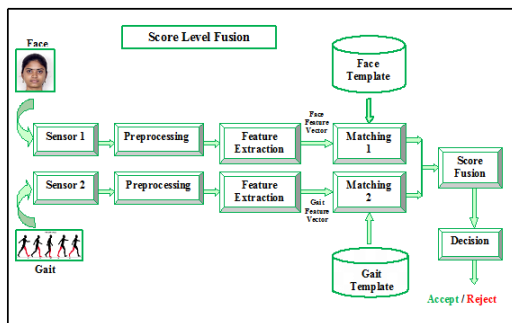 Face
Score Level Fusion
Face
Template
Sensor 1
Preprocessing
Feature
Extraction
Face
Feature
Vector
Matching
1
Score
Fusion
Sensor 2
Preprocessing
Feature
Extraction
Gait
Feature
Vector
Matching
2
Decision
Gait
Gait
Template
Accept / Reject